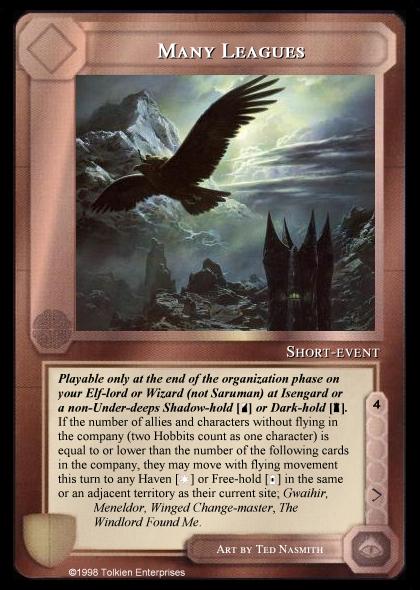 Many Leagues
Short-event
Playable only at the end of the organization phase on
your Elf-lord or Wizard (not Saruman) at Isengard or
a non-Under-deeps Shadow-hold [] or Dark-hold [].
If the number of allies and characters without flying in
the company (two Hobbits count as one character) is
equal to or lower than the number of the following cards
in the company, they may move with flying movement
this turn to any Haven [] or Free-hold [] in the same
or an adjacent territory as their current site; Gwaihir,
Meneldor, Winged Change-master, The
Windlord Found Me.
4
Art by Ted Nasmith
©1998 Tolkien Enterprises